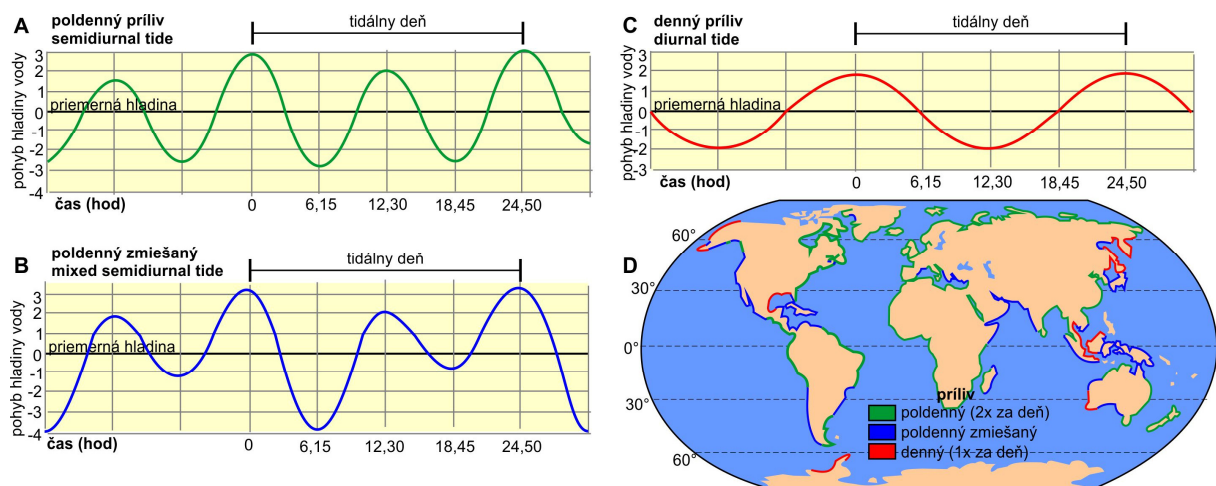 A
poldenný príliv
semidiurnal tide
tidálny deň
pohyb hladiny vody
3
2
1
0
-1
-2
-3
-4
priemerná hladina
čas (hod)
0 6,15 12,30 18,45 24,50
B
poldenný zmiešaný
mixed semidiurnal tide
tidálny deň
pohyb hladiny vody
3
2
1
0
-1
-2
-3
-4
priemerná hladina
čas (hod)
0 6,15 12,30 18,45 24,50
C
denný príliv
diurnal tide
tidálny deň
pohyb hladiny vody
3
2
1
0
-1
-2
-3
-4
priemerná hladina
čas (hod)
0 6,15 12,30 18,45 24,50
D
60°
30°
0°
30°
60°
príliv
poldenný (2x za deň)
poldenný zmiešaný
denný (1x za deň)